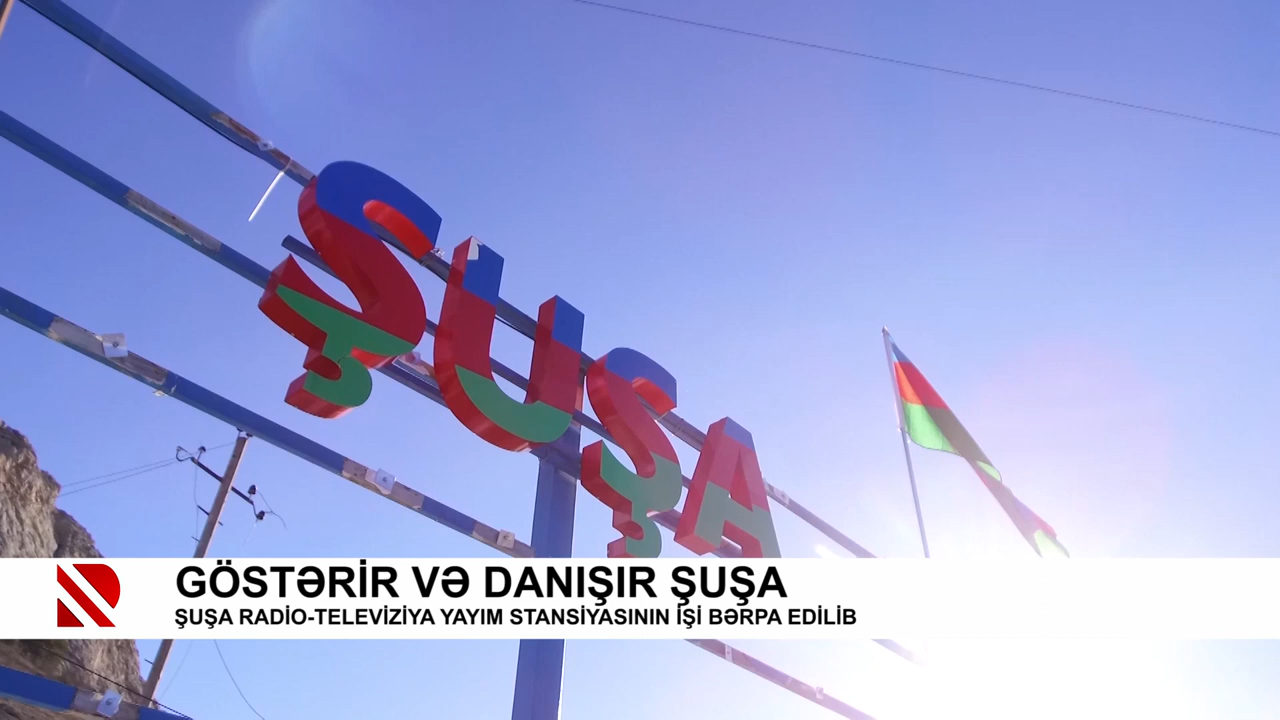 ŞUŞA
GÖSTƏRİR VƏ DANIŞIR ŞUŞA
ŞUŞA RADİO-TELEVİZİYA YAYIM STANSİYASININ İŞİ BƏRPA EDİLİB